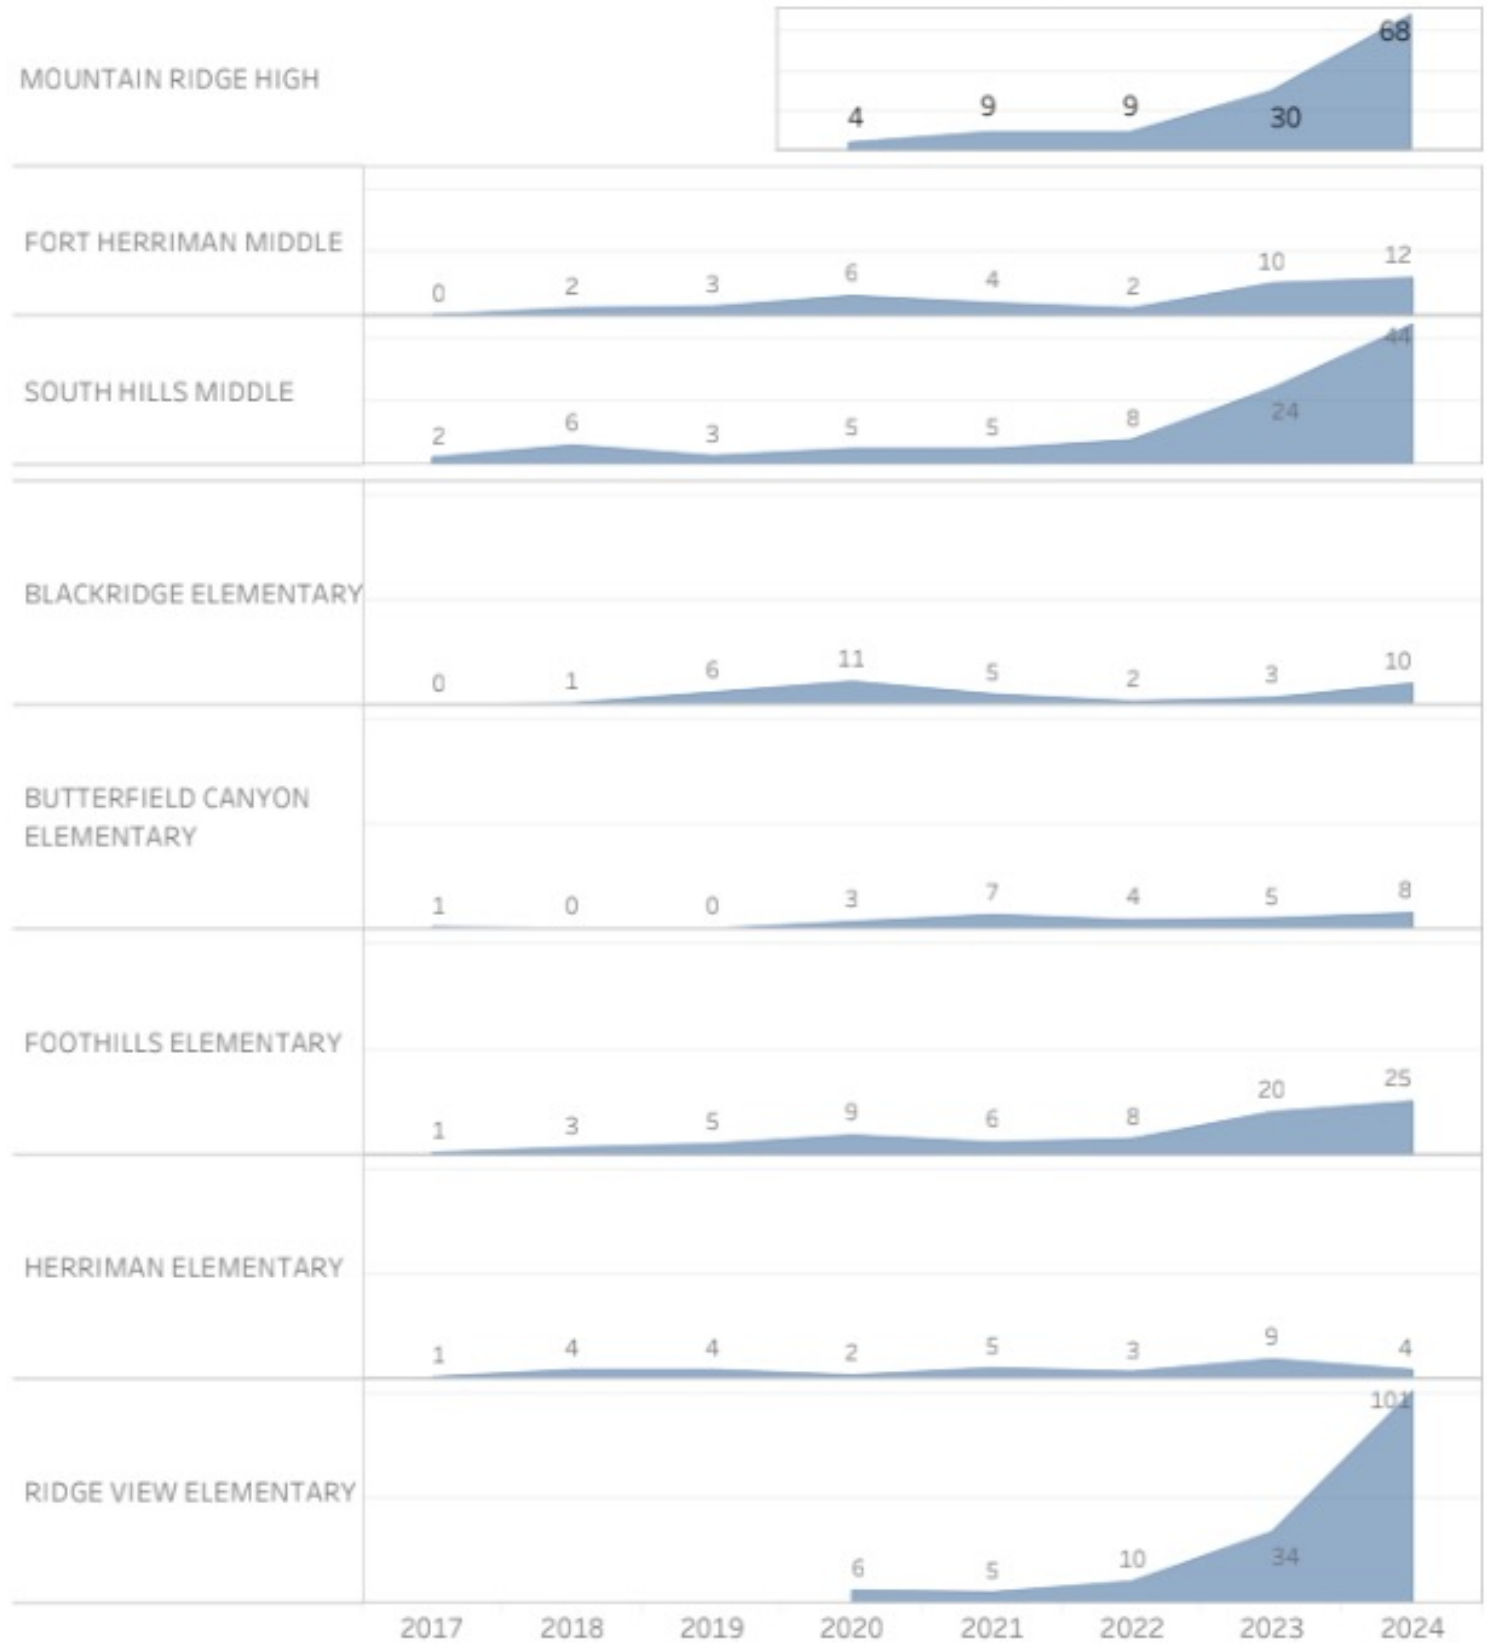 68
MOUNTAIN RIDGE HIGH
4 9 9 30
FORT HERRIMAN MIDDLE
0 2 3 6 4 2 10 12
SOUTH HILLS MIDDLE
2 6 3 5 5 8 24 44
BLACKRIDGE ELEMENTARY
0 1 6 11 5 2 3 10
BUTTERFIELD CANYON
ELEMENTARY
1 0 0 3 7 4 5 8
FOOTHILLS ELEMENTARY
1 3 5 9 6 8 20 25
HERRIMAN ELEMENTARY
1 4 4 2 5 3 9 4
RIDGE VIEW ELEMENTARY
6 5 10 34 101
2017 2018 2019 2020 2021 2022 2023 2024